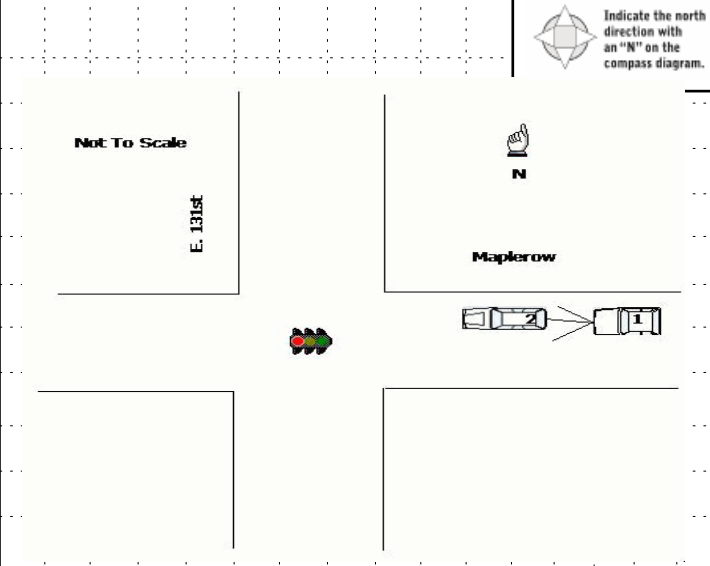 Indicate the north
direction with
an "N" on the
compass diagram.
Not To Scale
N
E. 131st
Maplerow
2
1